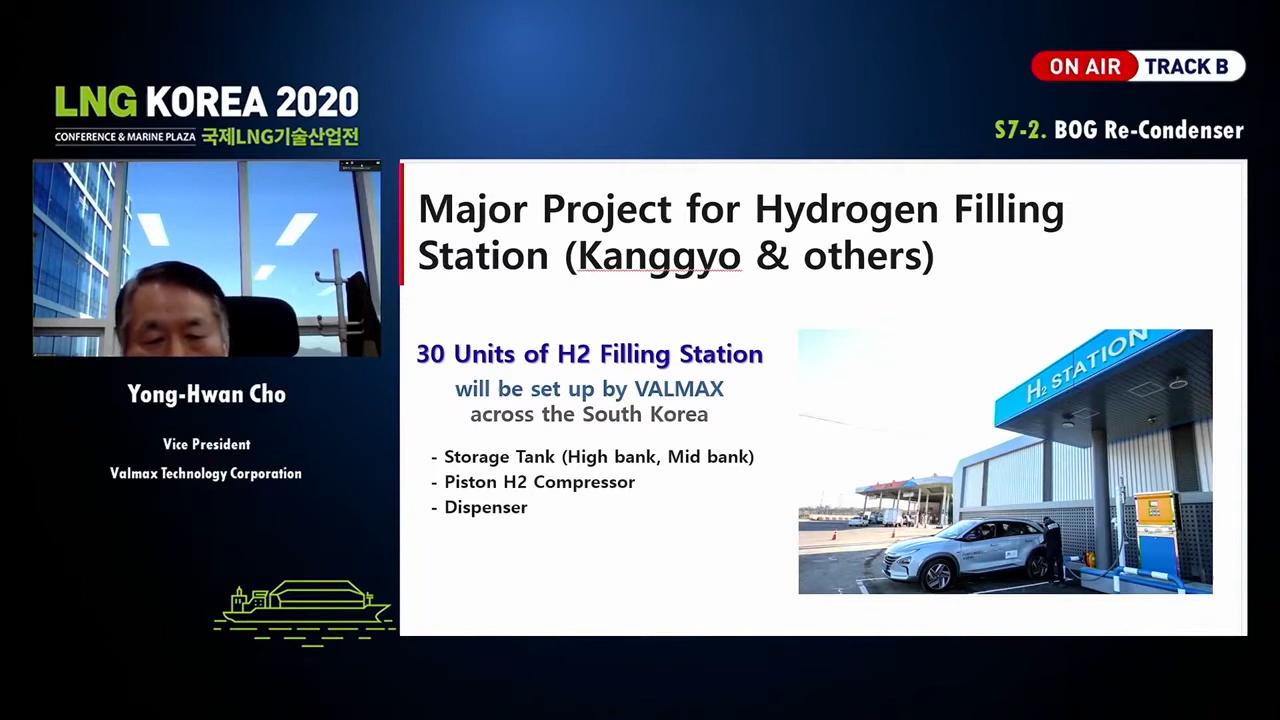 ON AIR TRACK B
LNG KOREA 2020
CONFERENCE & MARINE PLAZA 국제LNG기술산업전
S7-2. BOG Re-Condenser
Yong-Hwan Cho
Vice President
Valmax Technology Corporation
Major Project for Hydrogen Filling
Station (Kanggyo & others)
30 Units of H2 Filling Station
will be set up by VALMAX
across the South Korea
- Storage Tank (High bank, Mid bank)
- Piston H2 Compressor
- Dispenser
H2 STATION